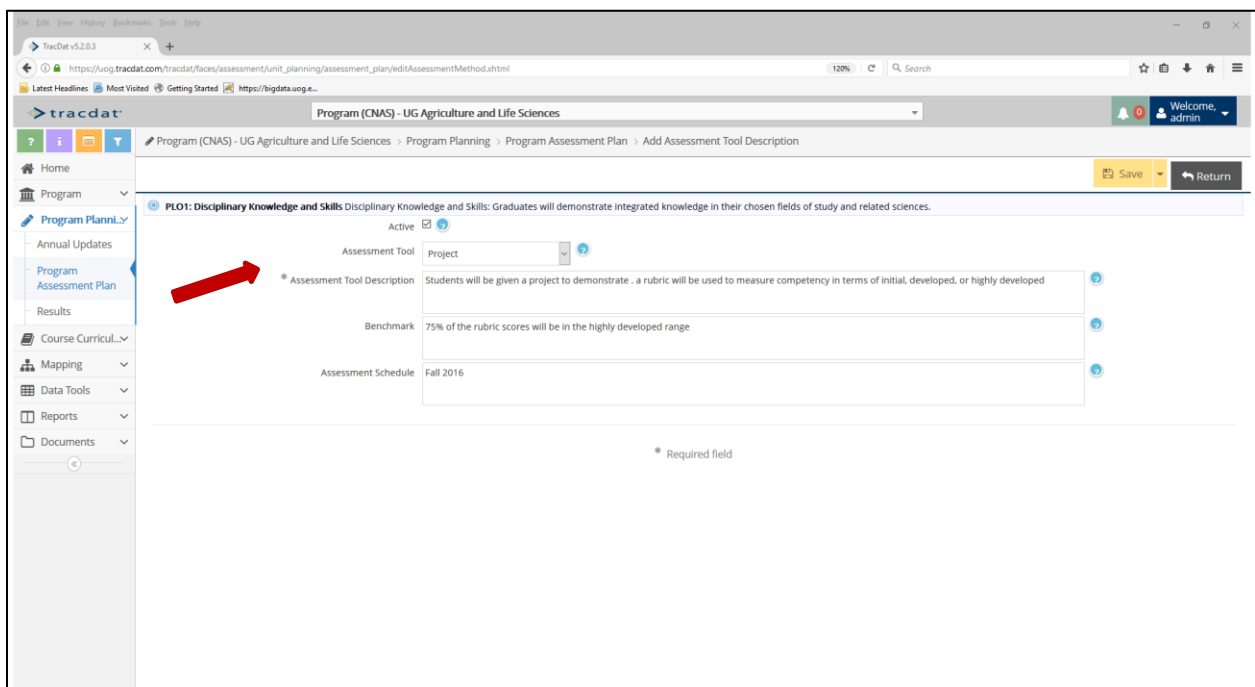 File Edit View History Bookmarks Tools Help
TracDat v5.2.0.3
https://uog.tracdat.com/tracdat/faces/assessment/unit_planning/assessment_plan/editAssessmentMethod.xhtml 120% Search
Latest Headlines Most Visited Getting Started https://bigdata.uog.e...
tracdat Program (CNAS) - UG Agriculture and Life Sciences 0 Welcome, admin
? i Program (CNAS) - UG Agriculture and Life Sciences > Program Planning > Program Assessment Plan > Add Assessment Tool Description
Home
Save Return
Program
PLO1: Disciplinary Knowledge and Skills Disciplinary Knowledge and Skills: Graduates will demonstrate integrated knowledge in their chosen fields of study and related sciences.
Program Planni...
Active
Annual Updates
Assessment Tool Project
Program Assessment Plan
* Assessment Tool Description Students will be given a project to demonstrate . a rubric will be used to measure competency in terms of initial, developed, or highly developed
Results
Benchmark 75% of the rubric scores will be in the highly developed range
Course Curricul...
Mapping
Assessment Schedule Fall 2016
Data Tools
Reports
Documents
* Required field